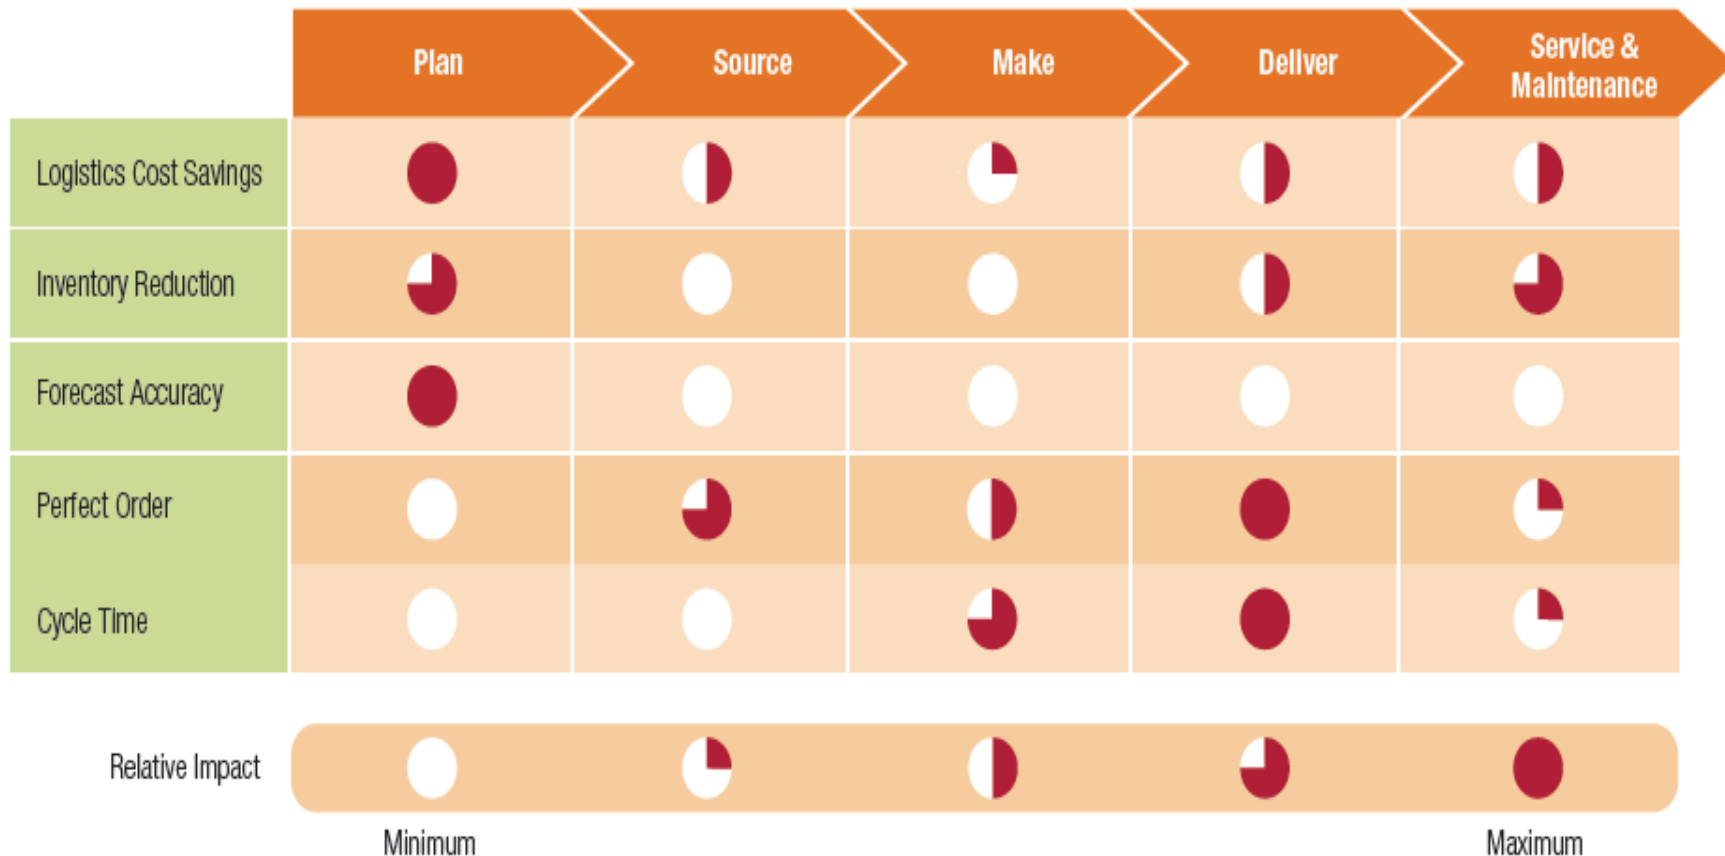 Plan
Source
Make
Deliver
Service &
Maintenance
Logistics Cost Savings
Inventory Reduction
Forecast Accuracy
Perfect Order
Cycle Time
Relative Impact
Minimum
Maximum